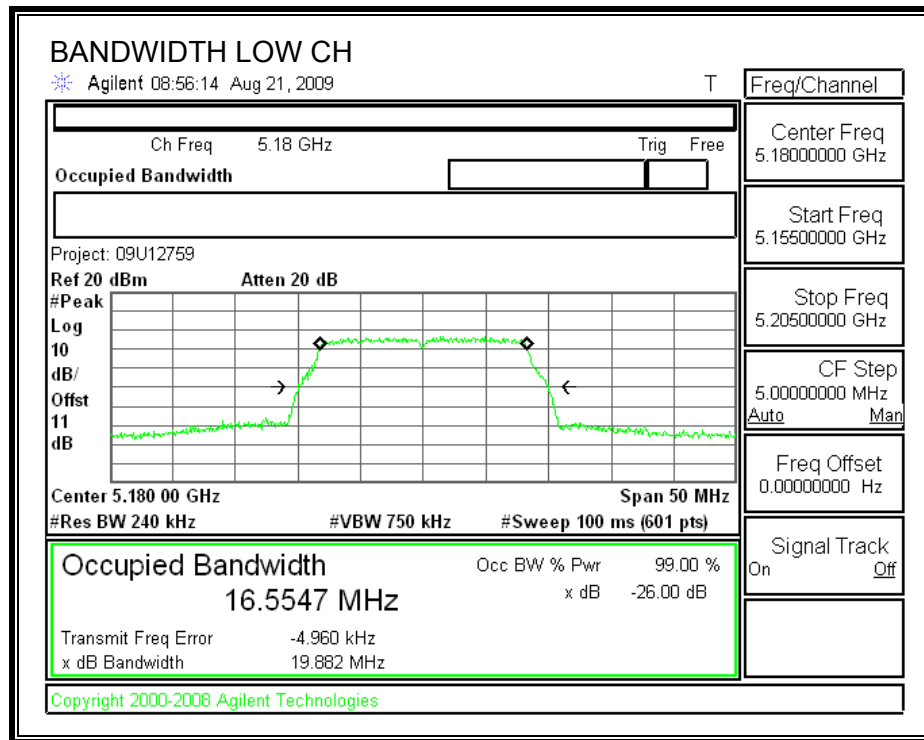 BANDWIDTH LOW CH
Agilent 08:56:14 Aug 21, 2009 T
Freq/Channel
Ch Freq 5.18 GHz Trig Free
Occupied Bandwidth
Center Freq
5.18000000 GHz
Start Freq
5.15500000 GHz
Stop Freq
5.20500000 GHz
CF Step
5.00000000 MHz
Auto Man
Freq Offset
0.00000000 Hz
Signal Track
On Off
Project: 09U12759
Ref 20 dBm Atten 20 dB
#Peak
Log
10
dB/
Offst
11
dB
Center 5.180 00 GHz Span 50 MHz
#Res BW 240 kHz #VBW 750 kHz #Sweep 100 ms (601 pts)
Occupied Bandwidth Occ BW % Pwr 99.00 %
16.5547 MHz x dB -26.00 dB
Transmit Freq Error -4.960 kHz
x dB Bandwidth 19.882 MHz
Copyright 2000-2008 Agilent Technologies